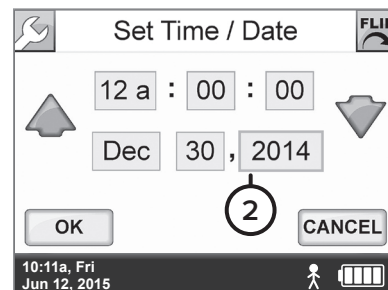 Set Time / Date
FLI
12 a : 00 : 00
Dec 30 , 2014
2
OK
CANCEL
10:11a, Fri
Jun 12, 2015